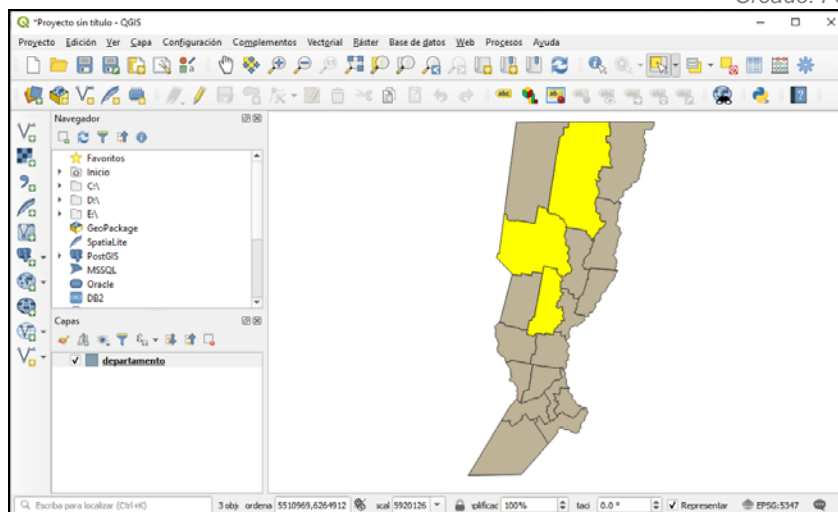 Creado: A
*Proyecto sin título - QGIS
Proyecto Edición Ver Capa Configuración Complementos Vectorial Ráster Base de datos Web Procesos Ayuda
abc
Navegador
Favoritos
Inicio
C:\
D:\
E:\
GeoPackage
SpatiaLite
PostGIS
MSSQL
Oracle
DB2
Capas
departamento
Escriba para localizar (Ctrl+K) 3 obj ordena 5510969,6264912 scal 5920126 plificac 100% taci 0.0 ° Representar EPSG:5347